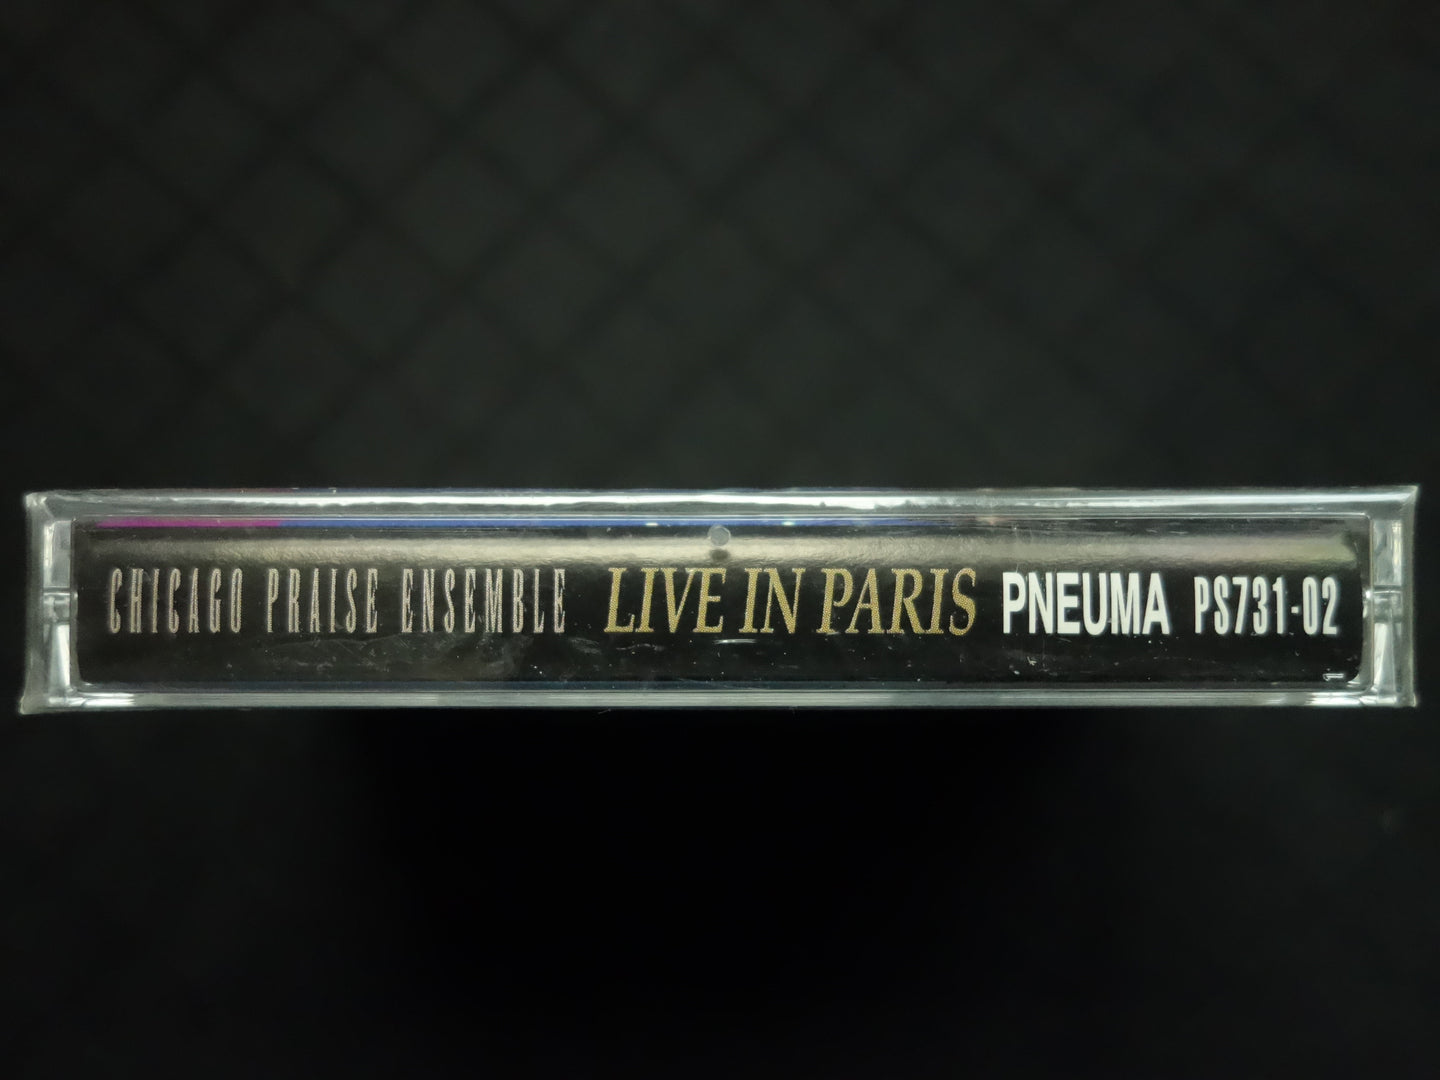 CHICAGO PRAISE ENSEMBLE LIVE IN PARIS PNEUMA PS731-02